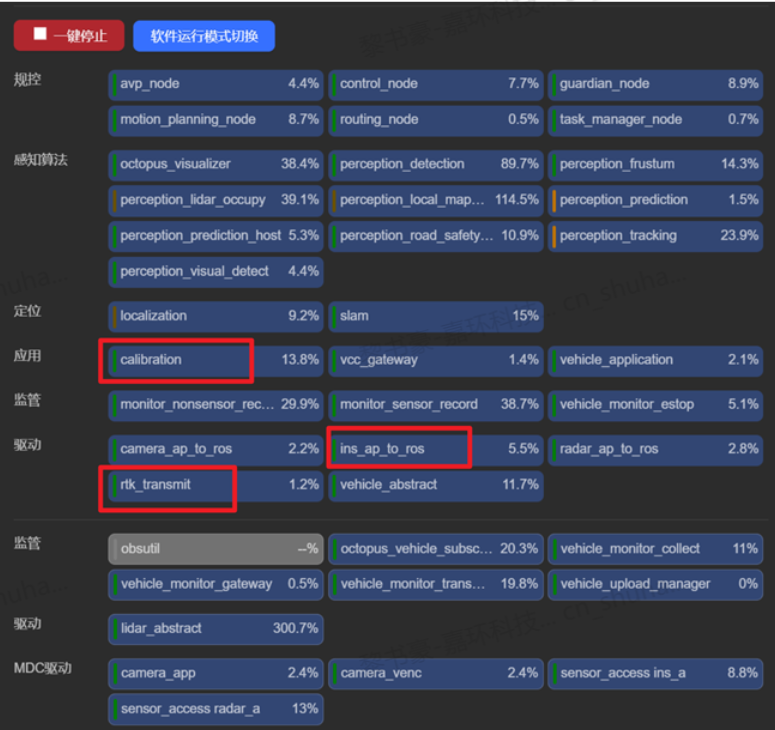 一键停止 软件运行模式切换
规控 avp_node 4.4% control_node 7.7% guardian_node 8.9%
motion_planning_node 8.7% routing_node 0.5% task_manager_node 0.7%
感知算法 octopus_visualizer 38.4% perception_detection 89.7% perception_frustum 14.3%
perception_lidar_occupy 39.1% perception_local_map... 114.5% perception_prediction 1.5%
perception_prediction_host 5.3% perception_road_safety... 10.9% perception_tracking 23.9%
perception_visual_detect 4.4%
定位 localization 9.2% slam 15%
应用 calibration 13.8% vcc_gateway 1.4% vehicle_application 2.1%
监管 monitor_nonsensor_rec... 29.9% monitor_sensor_record 38.7% vehicle_monitor_estop 5.1%
驱动 camera_ap_to_ros 2.2% ins_ap_to_ros 5.5% radar_ap_to_ros 2.8%
rtk_transmit 1.2% vehicle_abstract 11.7%
监管 obsutil --% octopus_vehicle_subsc... 20.3% vehicle_monitor_collect 11%
vehicle_monitor_gateway 0.5% vehicle_monitor_trans... 19.8% vehicle_upload_manager 0%
驱动 lidar_abstract 300.7%
MDC驱动 camera_app 2.4% camera_venc 2.4% sensor_access ins_a 8.8%
sensor_access radar_a 13%